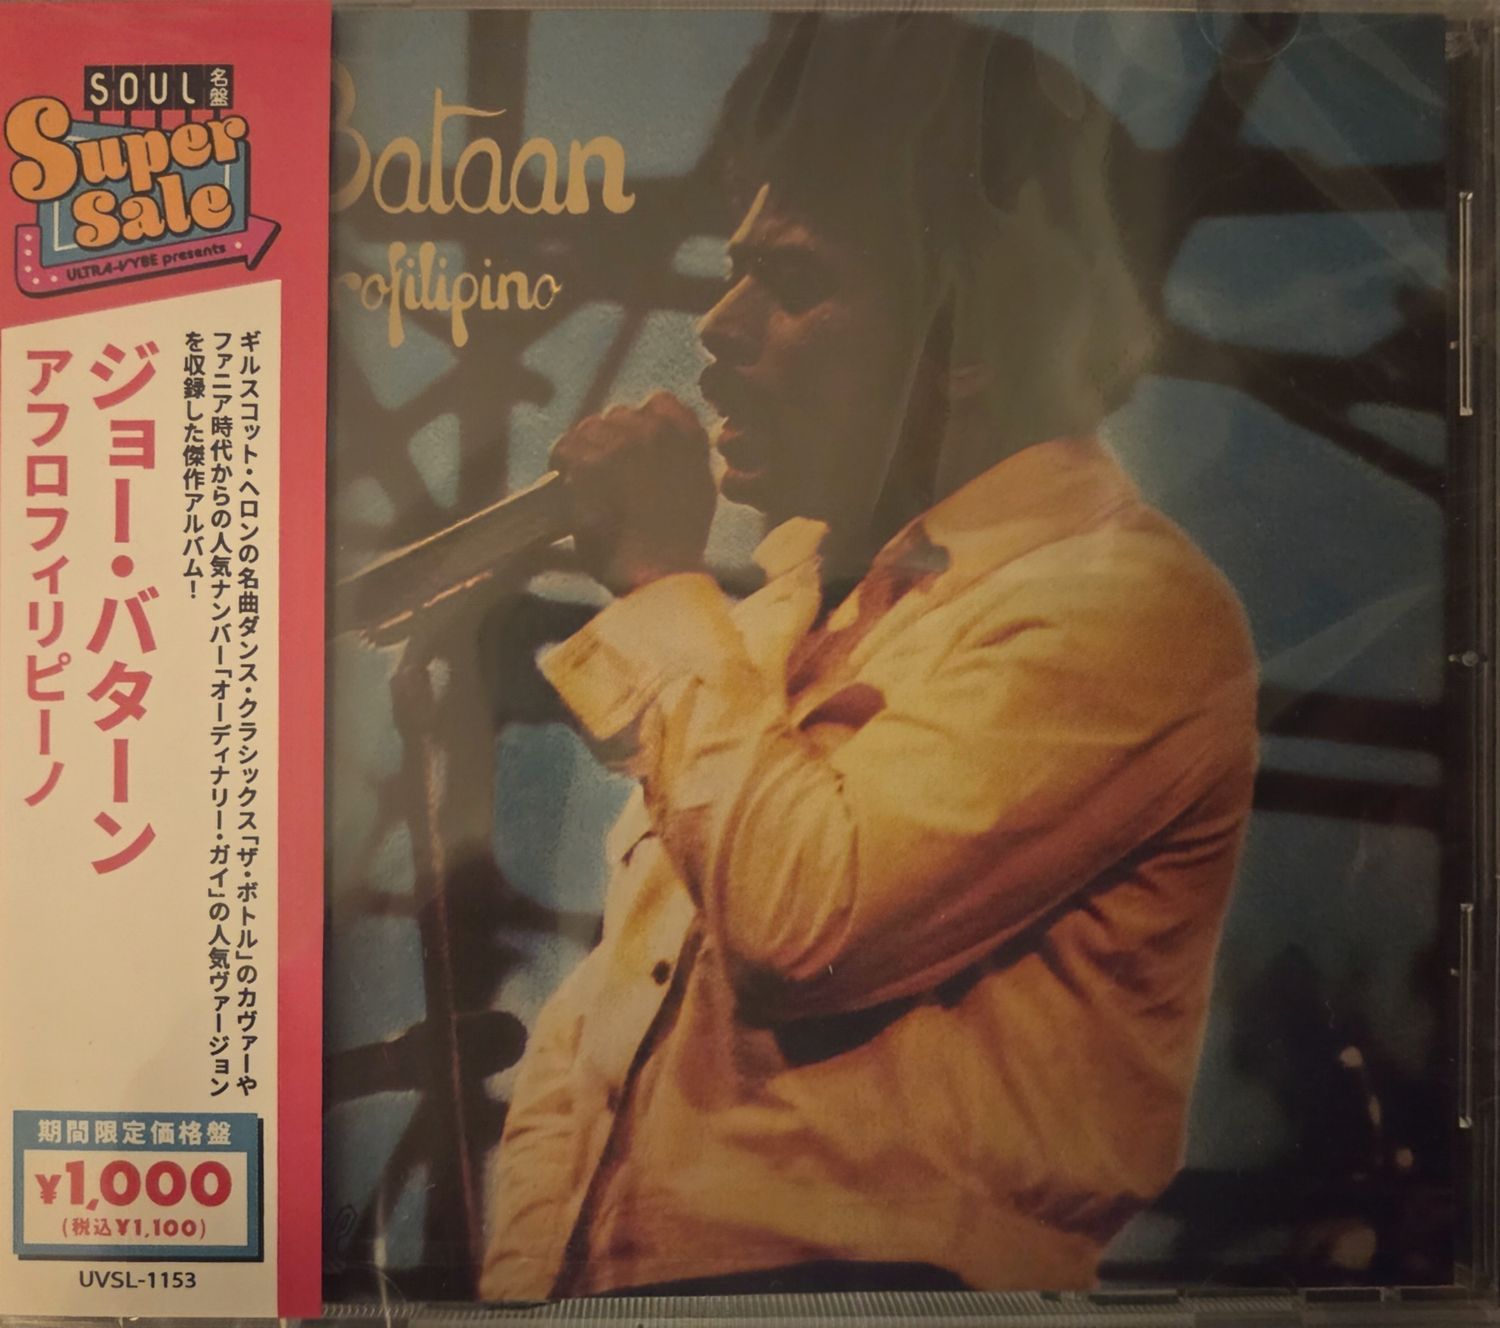 SOUL 名盤
Super
Sale
ULTRA-VYBE presents
ギルスコット・ヘロンの名曲ダンス・クラシックス「ザ・ボトル」のカヴァーや
ファニア時代からの人気ナンバー「オーディナリー・ガイ」の人気ヴァージョン
を収録した傑作アルバム!
ジョー・バターン
アフロフィリピーノ
期間限定価格盤
¥1,000
(税込¥1,100)
UVSL-1153
Bataan
rofilipino